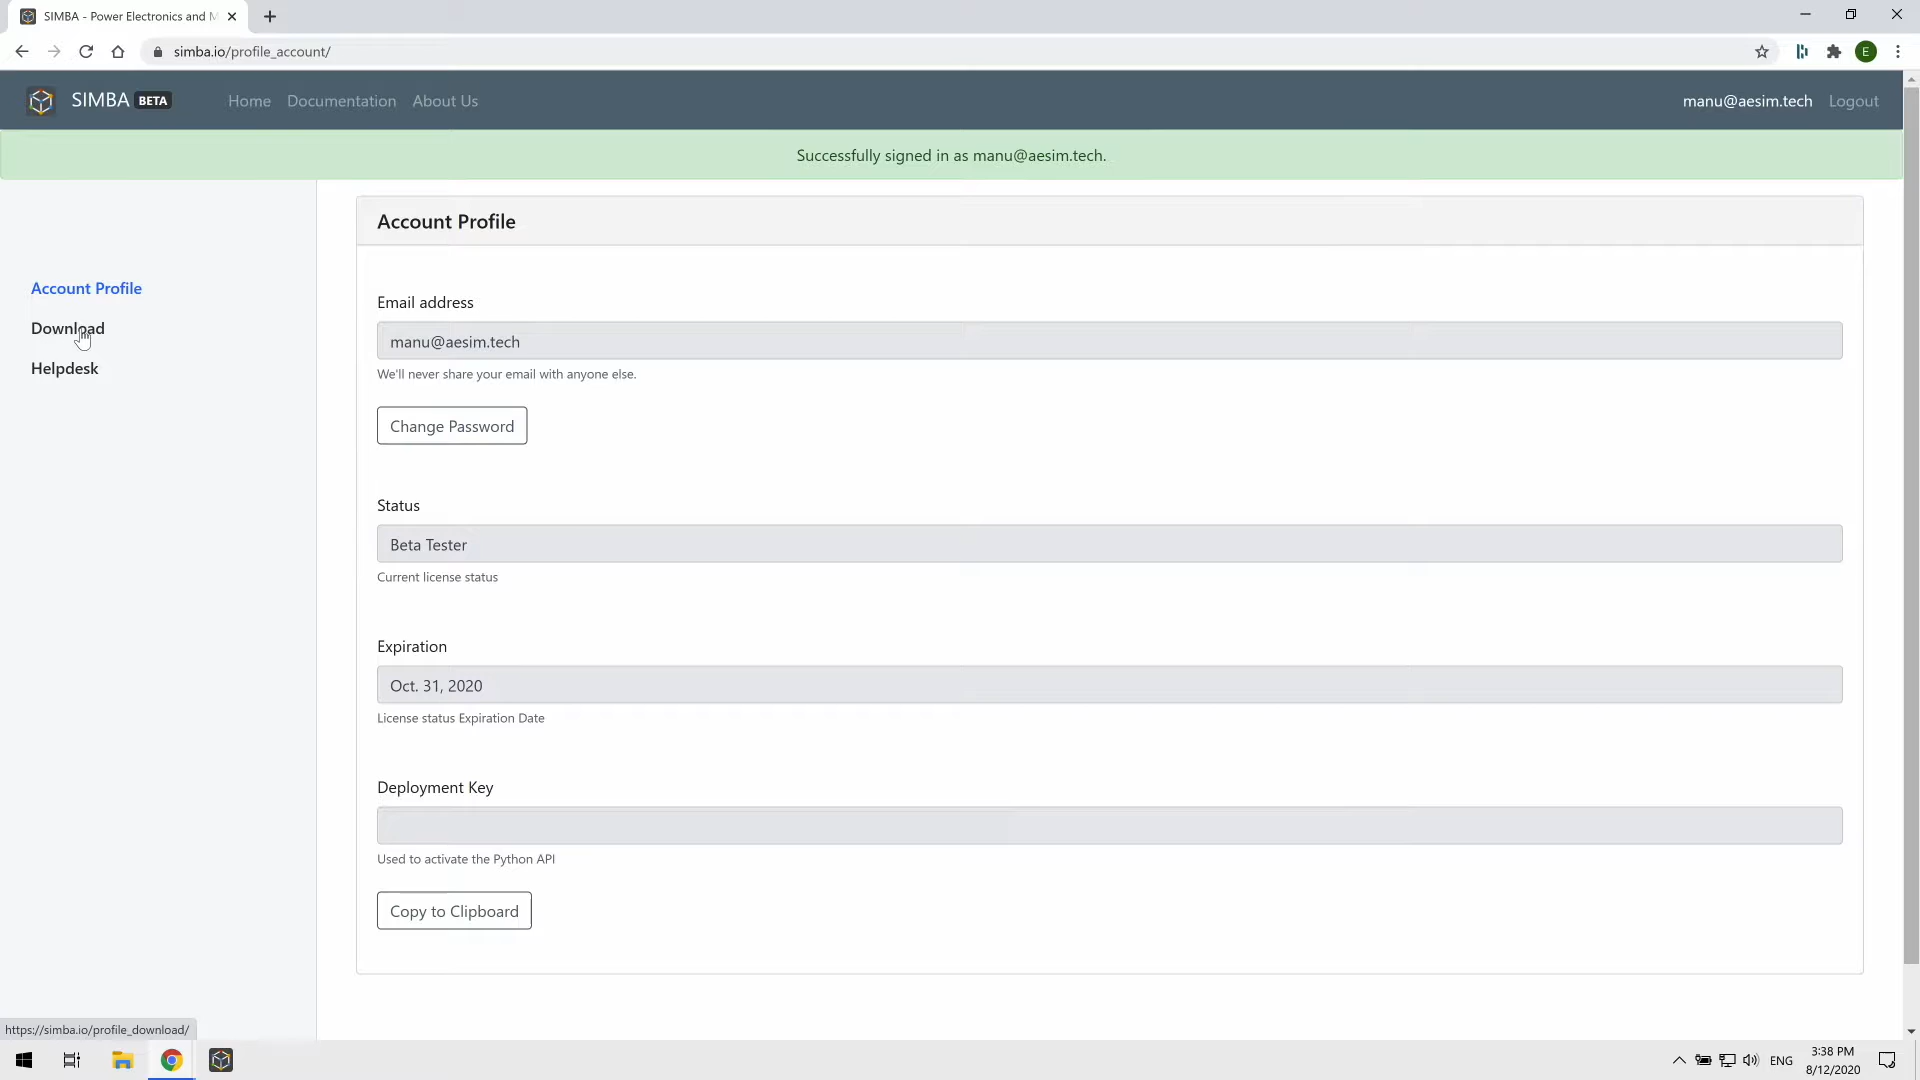 SIMBA - Power Electronics and M
simba.io/profile_account/
E
SIMBA BETA
Home Documentation About Us
manu@aesim.tech Logout
Successfully signed in as manu@aesim.tech.
Account Profile
Download
Helpdesk
Account Profile
Email address
manu@aesim.tech
We'll never share your email with anyone else.
Change Password
Status
Beta Tester
Current license status
Expiration
Oct. 31, 2020
License status Expiration Date
Deployment Key
Used to activate the Python API
Copy to Clipboard
https://simba.io/profile_download/
ENG
3:38 PM
8/12/2020